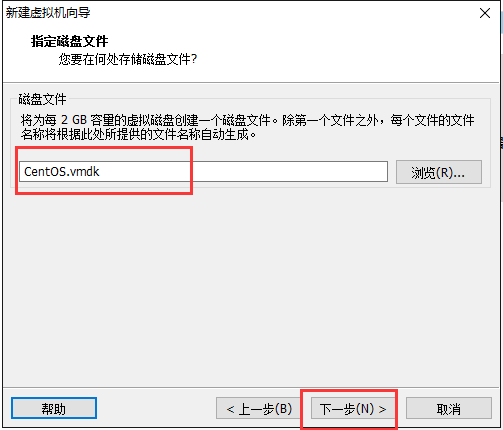 新建虚拟机向导
指定磁盘文件
您要在何处存储磁盘文件?
磁盘文件
将为每 2 GB 容量的虚拟磁盘创建一个磁盘文件。除第一个文件之外，每个文件的文件
名称将根据此处所提供的文件名称自动生成。
CentOS.vmdk
浏览(R)...
帮助
< 上一步(B)
下一步(N) >
取消